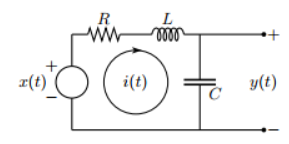 R L
+ +
x(t) i(t) C y(t)
− −